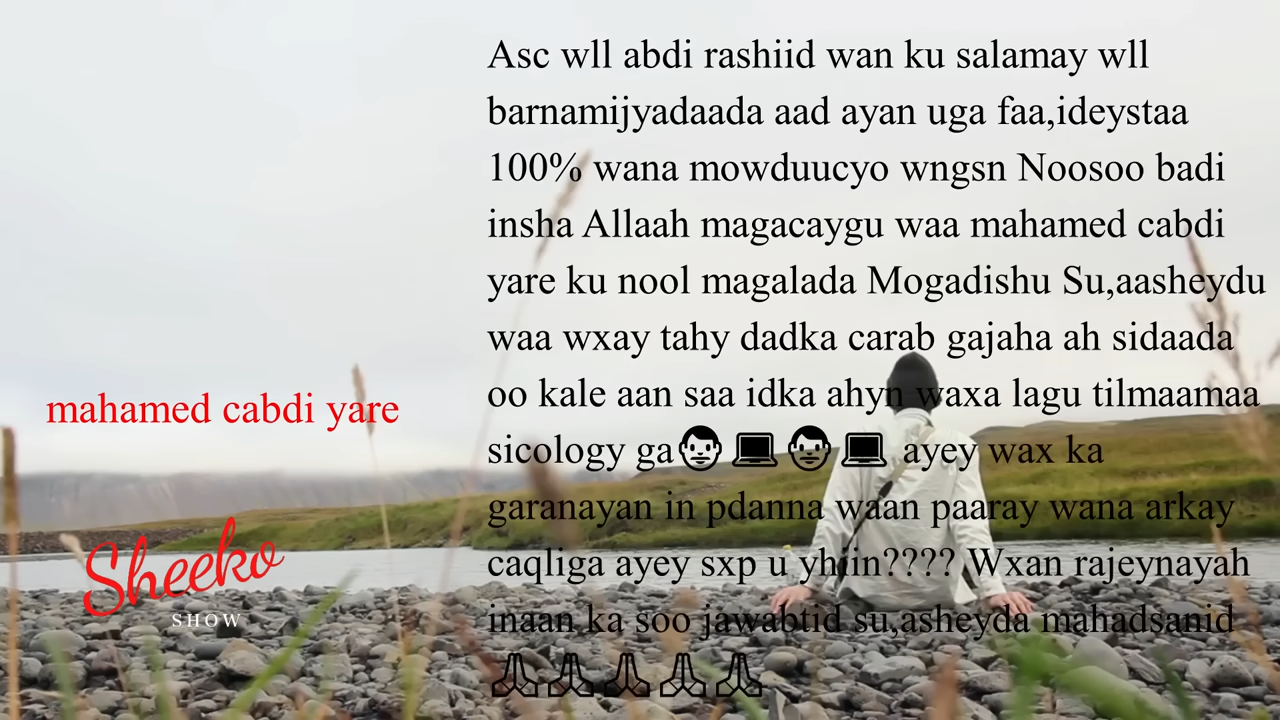 Asc wll abdi rashiid wan ku salamay wll
barnamijyadaada aad ayan uga faa,ideystaa
100% wana mowduucyo wngsn Noosoo badi
insha Allaah magacaygu waa mahamed cabdi
yare ku nool magalada Mogadishu Su,aasheydu
waa wxay tahy dadka carab gajaha ah sidaada
oo kale aan saa idka ahyn waxa lagu tilmaamaa
sicology ga👨‍💻👨‍💻 ayey wax ka
garanayan in pdanna waan paaray wana arkay
caqliga ayey sxp u yhiin???? Wxan rajeynayah
inaan ka soo jawabtid su,asheyda mahadsanid
🙏🙏🙏🙏🙏
mahamed cabdi yare
Sheeko
SHOW